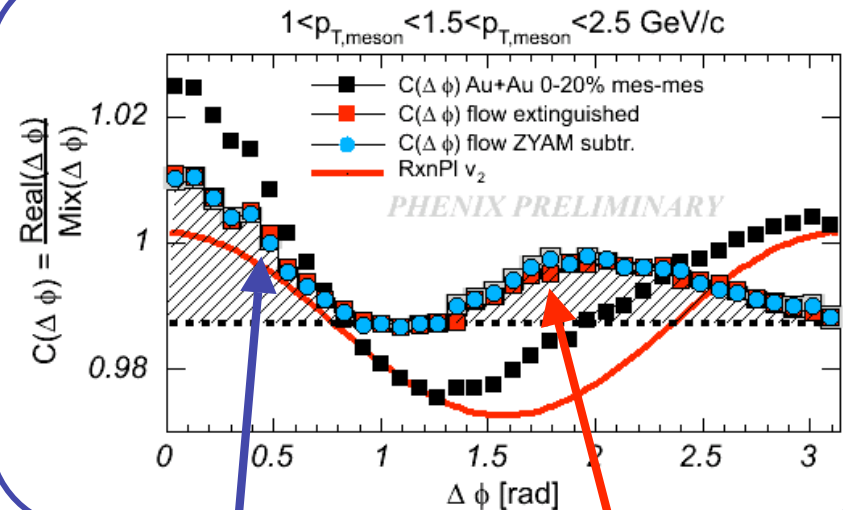 1<p_T,meson<1.5<p_T,meson<2.5 GeV/c
C(Δ ϕ) Au+Au 0-20% mes-mes
C(Δ ϕ) flow extinguished
C(Δ ϕ) flow ZYAM subtr.
RxnPl v_2
PHENIX PRELIMINARY
C(Δ ϕ) = Real(Δ ϕ)
Mix(Δ ϕ)
1.02
1
0.98
0 0.5 1 1.5 2 2.5 3
Δ ϕ [rad]